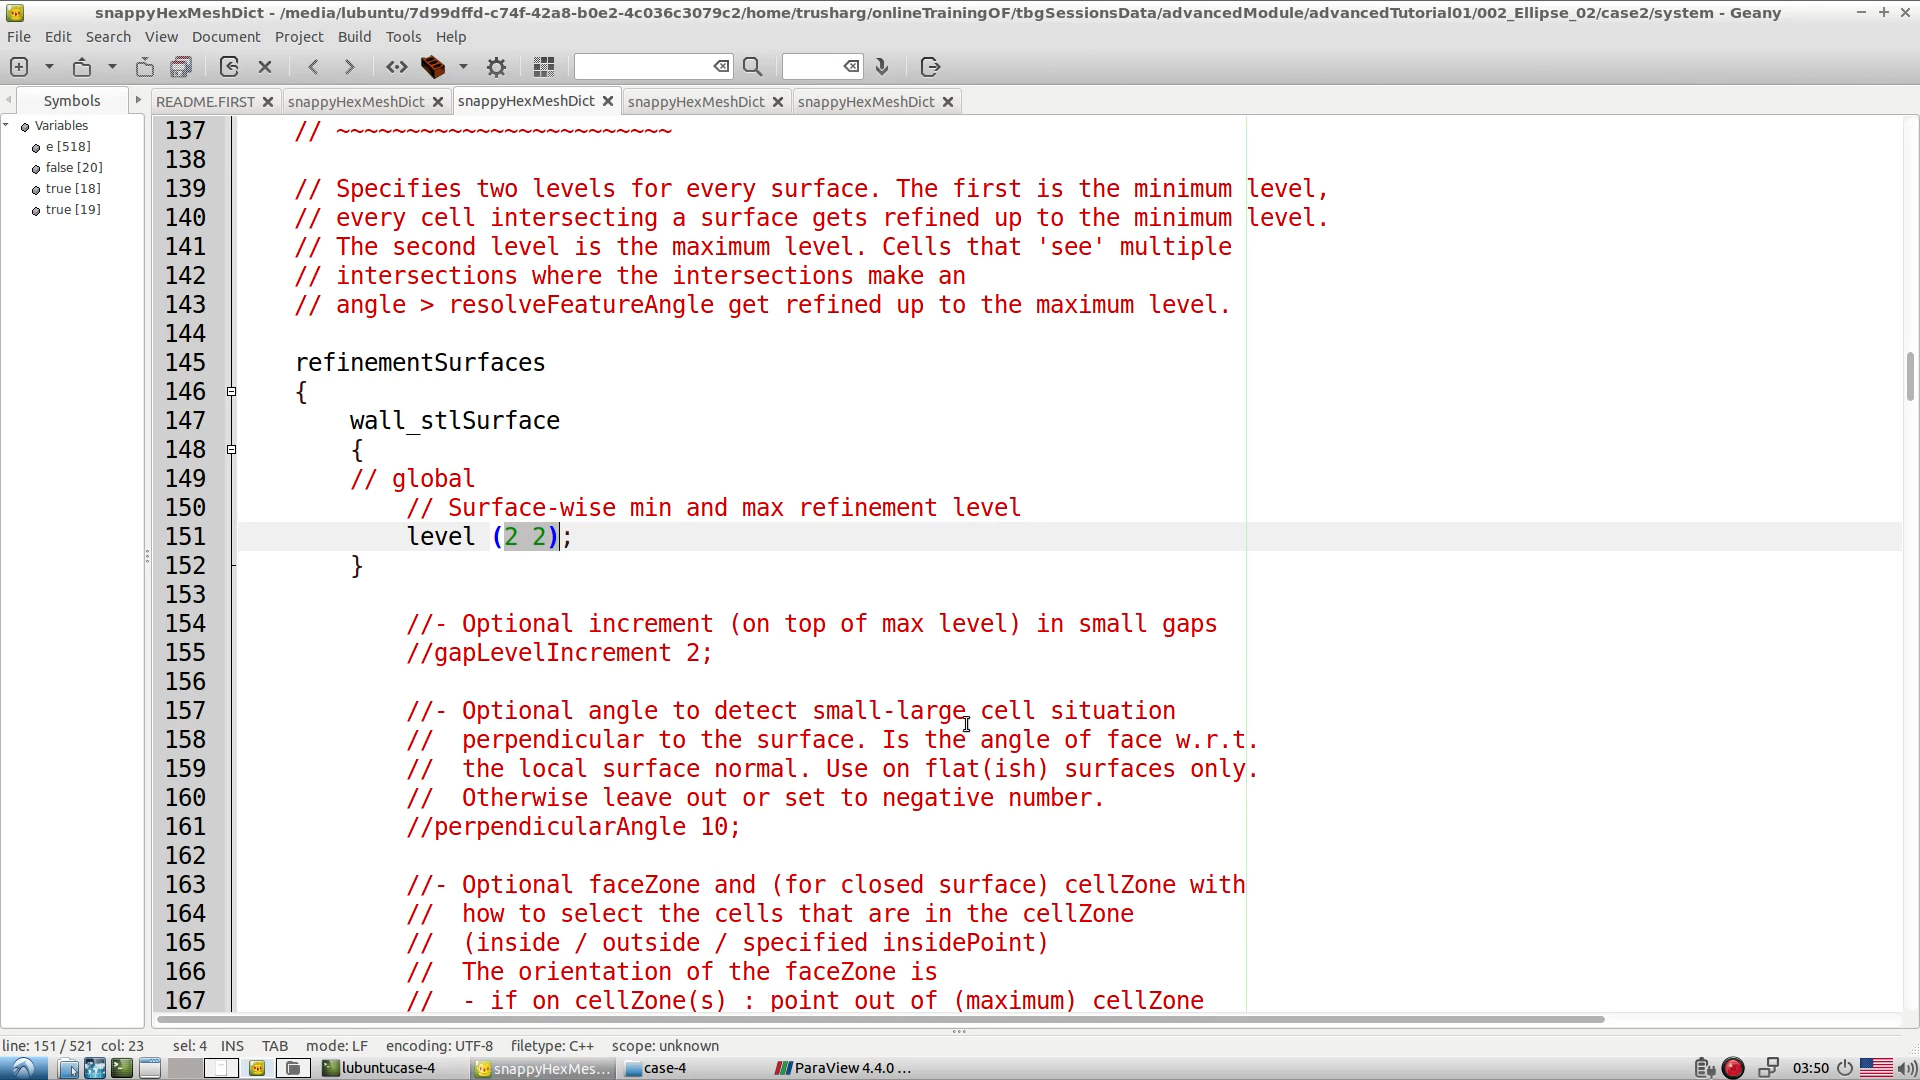 snappyHexMeshDict - /media/lubuntu/7d99dffd-c74f-42a8-b0e2-4c036c3079c2/home/trusharg/onlineTrainingOF/tbgSessionsData/advancedModule/advancedTutorial01/002_Ellipse_02/case2/system - Geany
File Edit Search View Document Project Build Tools Help
Symbols README.FIRST snappyHexMeshDict snappyHexMeshDict snappyHexMeshDict snappyHexMeshDict
Variables
e [518]
false [20]
true [18]
true [19]
137 // ~~~~~~~~~~~~~~~~~~~~~~~~
138
139 // Specifies two levels for every surface. The first is the minimum level,
140 // every cell intersecting a surface gets refined up to the minimum level.
141 // The second level is the maximum level. Cells that 'see' multiple
142 // intersections where the intersections make an
143 // angle > resolveFeatureAngle get refined up to the maximum level.
144
145 refinementSurfaces
146 {
147 wall_stlSurface
148 {
149 // global
150 // Surface-wise min and max refinement level
151 level (2 2);
152 }
153
154 //- Optional increment (on top of max level) in small gaps
155 //gapLevelIncrement 2;
156
157 //- Optional angle to detect small-large cell situation
158 // perpendicular to the surface. Is the angle of face w.r.t.
159 // the local surface normal. Use on flat(ish) surfaces only.
160 // Otherwise leave out or set to negative number.
161 //perpendicularAngle 10;
162
163 //- Optional faceZone and (for closed surface) cellZone with
164 // how to select the cells that are in the cellZone
165 // (inside / outside / specified insidePoint)
166 // The orientation of the faceZone is
167 // - if on cellZone(s) : point out of (maximum) cellZone
line: 151 / 521 col: 23 sel: 4 INS TAB mode: LF encoding: UTF-8 filetype: C++ scope: unknown
lubuntucase-4 snappyHexMes... case-4 ParaView 4.4.0 ... 03:50